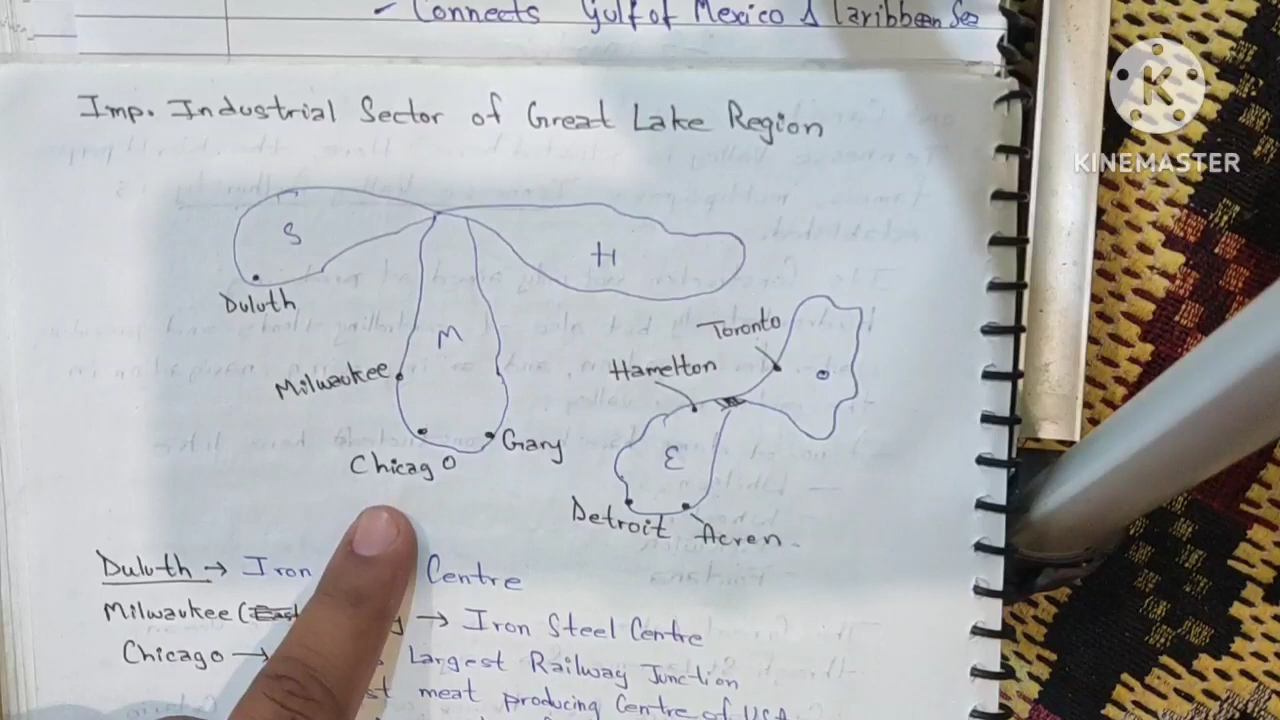 - Connects Gulf of Mexico & Caribbean Sea
KINEMASTER
Imp. Industrial Sector of Great Lake Region
S
H
Duluth
M
Toronto
Hamelton
Milwaukee
O
Gary
Chicago
E
Detroit
Acren.
Duluth → Iron Centre
Milwaukee ( → Iron Steel Centre
Chicago → Largest Railway Junction
meat producing Centre of USA